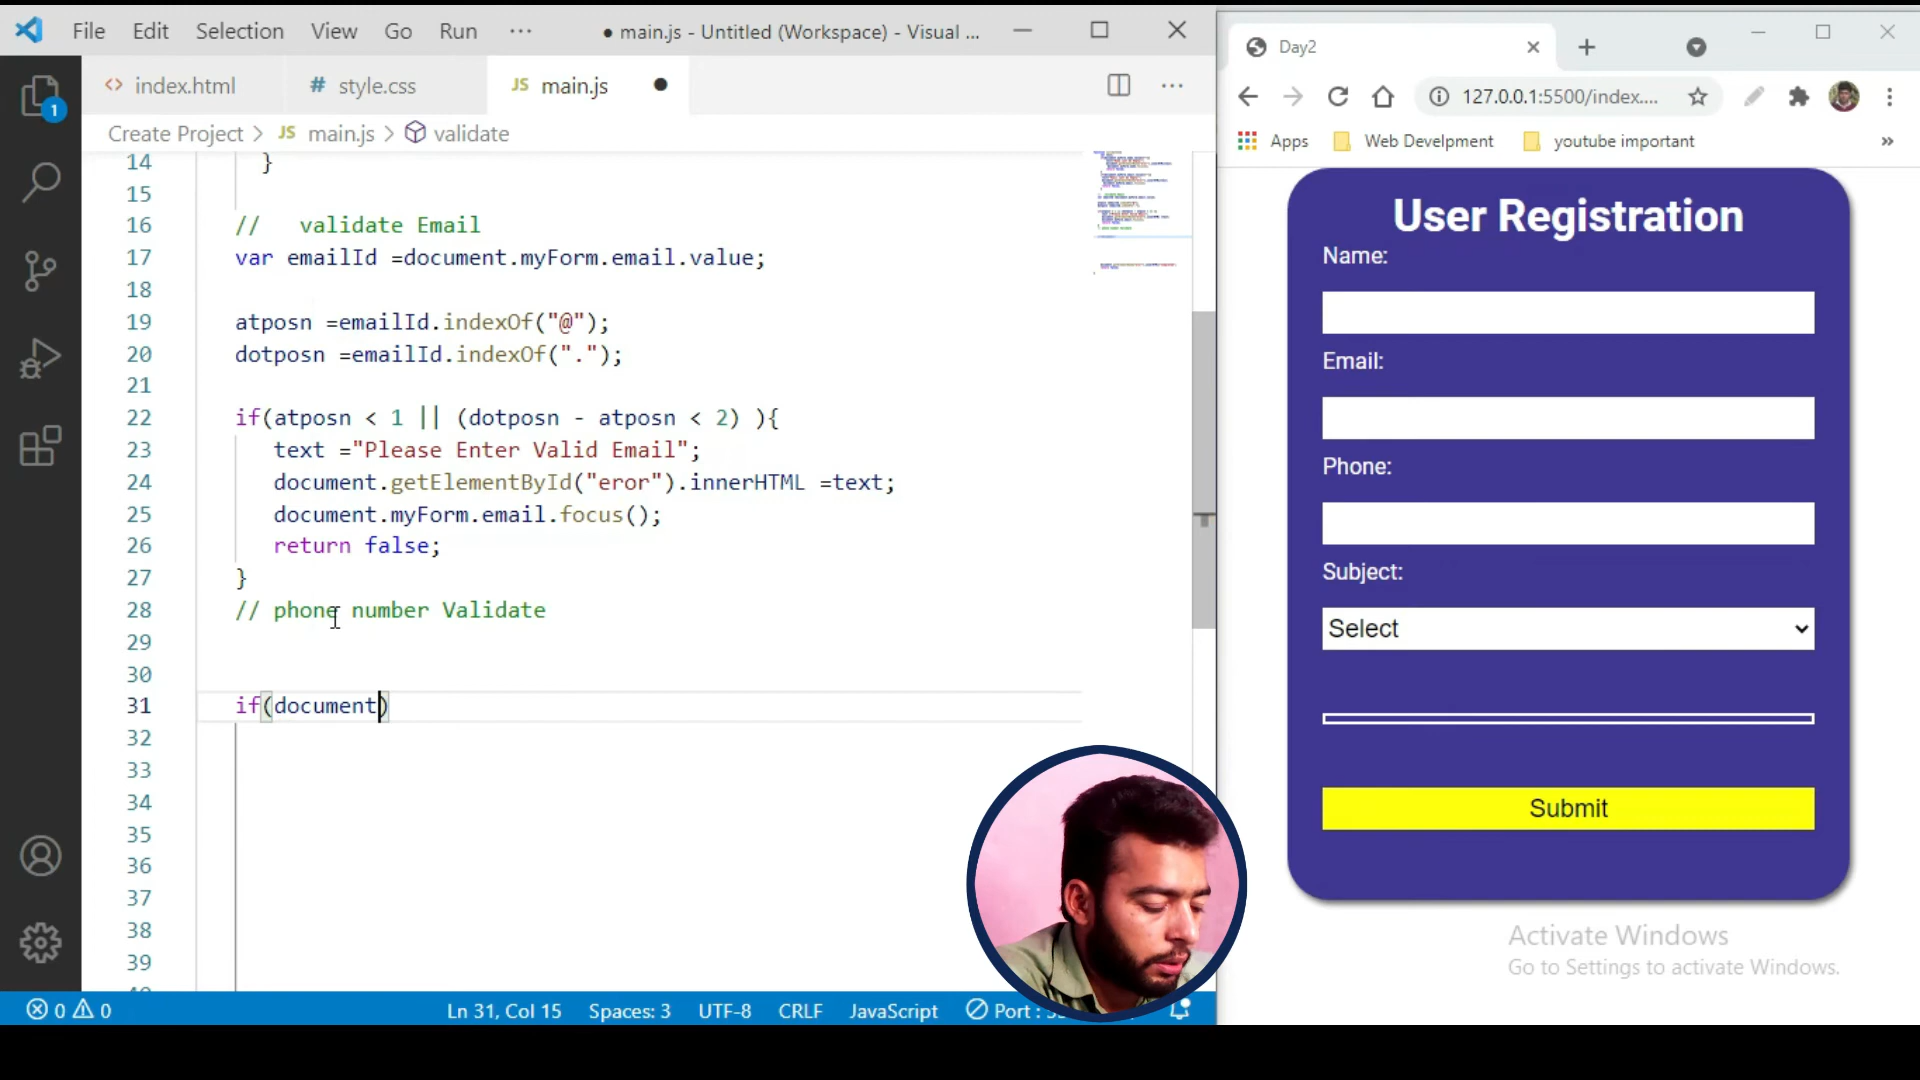 File Edit Selection View Go Run ··· ● main.js - Untitled (Workspace) - Visual ...
<> index.html # style.css JS main.js ●
Create Project > JS main.js > validate
14 }
15
16 //   validate Email
17 var emailId =document.myForm.email.value;
18
19 atposn =emailId.indexOf("@");
20 dotposn =emailId.indexOf(".");
21
22 if(atposn < 1 || (dotposn - atposn < 2) ){
23 text ="Please Enter Valid Email";
24 document.getElementById("eror").innerHTML =text;
25 document.myForm.email.focus();
26 return false;
27 }
28 // phone number Validate
29
30
31 if(document)
32
33
34
35
36
37
38
39
1
0 0 Ln 31, Col 15 Spaces: 3 UTF-8 CRLF JavaScript Port :
Day2
127.0.0.1:5500/index....
Apps Web Develpment youtube important »
User Registration
Name:
Email:
Phone:
Subject:
Select
Submit
Activate Windows
Go to Settings to activate Windows.